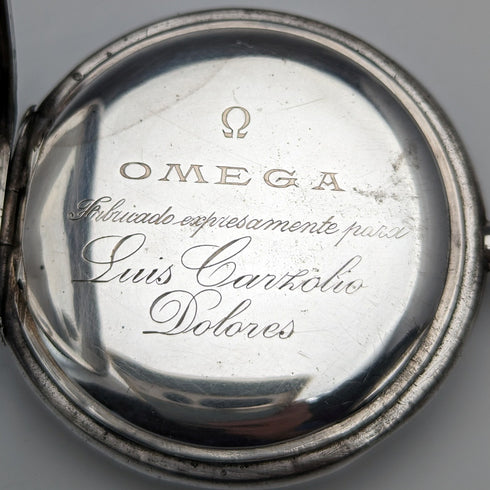 Ω
OMEGA
Fabricado expresamente para
Luis Carzolio
Dolores